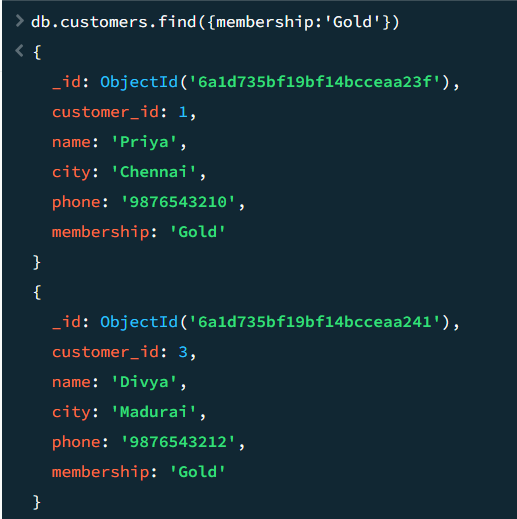 db.customers.find({membership:'Gold'})
{
_id: ObjectId('6a1d735bf19bf14bcceaa23f'),
customer_id: 1,
name: 'Priya',
city: 'Chennai',
phone: '9876543210',
membership: 'Gold'
}
{
_id: ObjectId('6a1d735bf19bf14bcceaa241'),
customer_id: 3,
name: 'Divya',
city: 'Madurai',
phone: '9876543212',
membership: 'Gold'
}